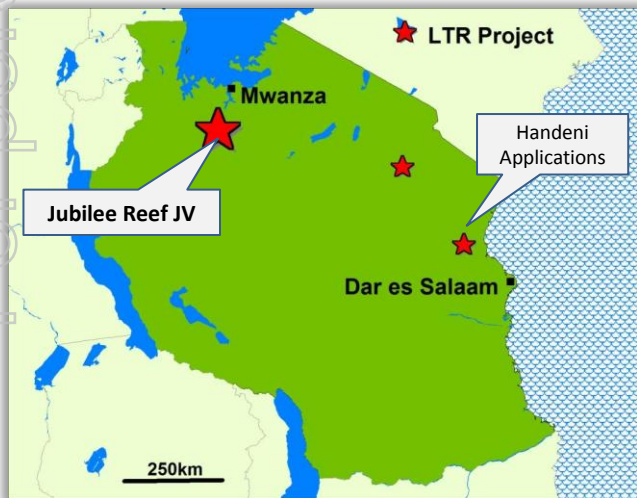 LTR Project
Mwanza
Handeni
Applications
Jubilee Reef JV
Dar es Salaam
250km